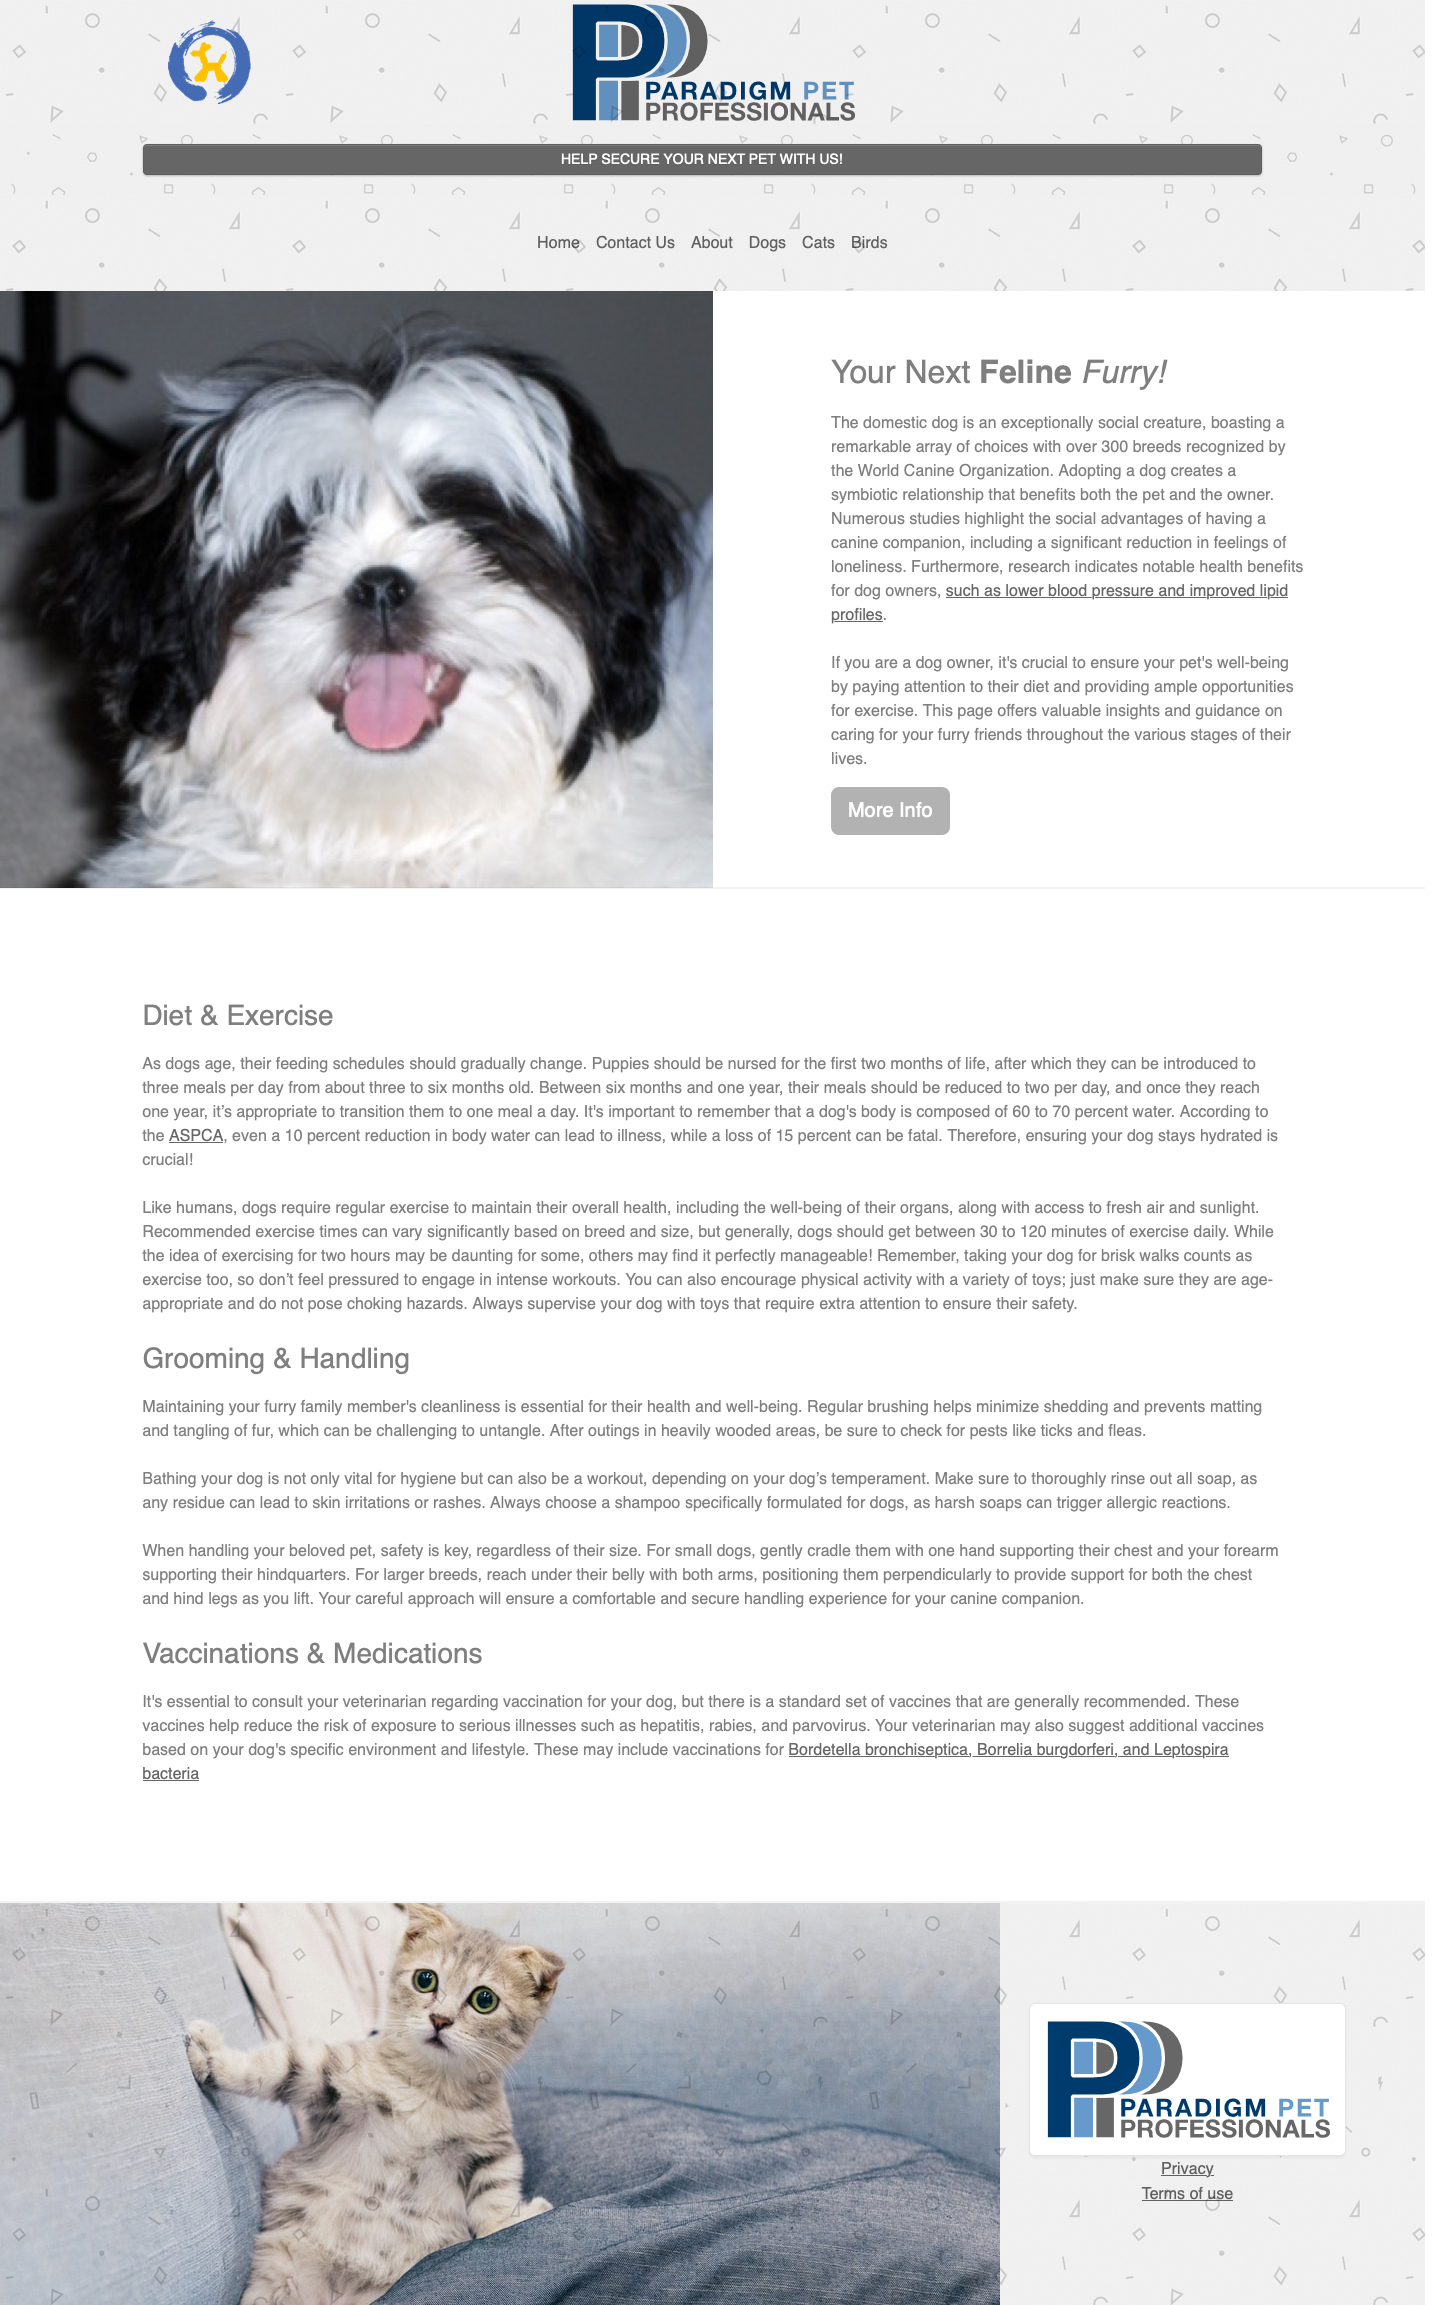 PARADIGM PET
PROFESSIONALS
HELP SECURE YOUR NEXT PET WITH US!
Home Contact Us About Dogs Cats Birds
Your Next Feline Furry!
The domestic dog is an exceptionally social creature, boasting a
remarkable array of choices with over 300 breeds recognized by
the World Canine Organization. Adopting a dog creates a
symbiotic relationship that benefits both the pet and the owner.
Numerous studies highlight the social advantages of having a
canine companion, including a significant reduction in feelings of
loneliness. Furthermore, research indicates notable health benefits
for dog owners, such as lower blood pressure and improved lipid
profiles.
If you are a dog owner, it's crucial to ensure your pet's well-being
by paying attention to their diet and providing ample opportunities
for exercise. This page offers valuable insights and guidance on
caring for your furry friends throughout the various stages of their
lives.
More Info
Diet & Exercise
As dogs age, their feeding schedules should gradually change. Puppies should be nursed for the first two months of life, after which they can be introduced to
three meals per day from about three to six months old. Between six months and one year, their meals should be reduced to two per day, and once they reach
one year, it’s appropriate to transition them to one meal a day. It's important to remember that a dog's body is composed of 60 to 70 percent water. According to
the ASPCA, even a 10 percent reduction in body water can lead to illness, while a loss of 15 percent can be fatal. Therefore, ensuring your dog stays hydrated is
crucial!
Like humans, dogs require regular exercise to maintain their overall health, including the well-being of their organs, along with access to fresh air and sunlight.
Recommended exercise times can vary significantly based on breed and size, but generally, dogs should get between 30 to 120 minutes of exercise daily. While
the idea of exercising for two hours may be daunting for some, others may find it perfectly manageable! Remember, taking your dog for brisk walks counts as
exercise too, so don’t feel pressured to engage in intense workouts. You can also encourage physical activity with a variety of toys; just make sure they are age-
appropriate and do not pose choking hazards. Always supervise your dog with toys that require extra attention to ensure their safety.
Grooming & Handling
Maintaining your furry family member's cleanliness is essential for their health and well-being. Regular brushing helps minimize shedding and prevents matting
and tangling of fur, which can be challenging to untangle. After outings in heavily wooded areas, be sure to check for pests like ticks and fleas.
Bathing your dog is not only vital for hygiene but can also be a workout, depending on your dog’s temperament. Make sure to thoroughly rinse out all soap, as
any residue can lead to skin irritations or rashes. Always choose a shampoo specifically formulated for dogs, as harsh soaps can trigger allergic reactions.
When handling your beloved pet, safety is key, regardless of their size. For small dogs, gently cradle them with one hand supporting their chest and your forearm
supporting their hindquarters. For larger breeds, reach under their belly with both arms, positioning them perpendicularly to provide support for both the chest
and hind legs as you lift. Your careful approach will ensure a comfortable and secure handling experience for your canine companion.
Vaccinations & Medications
It's essential to consult your veterinarian regarding vaccination for your dog, but there is a standard set of vaccines that are generally recommended. These
vaccines help reduce the risk of exposure to serious illnesses such as hepatitis, rabies, and parvovirus. Your veterinarian may also suggest additional vaccines
based on your dog's specific environment and lifestyle. These may include vaccinations for Bordetella bronchiseptica, Borrelia burgdorferi, and Leptospira
bacteria
PARADIGM PET
PROFESSIONALS
Privacy
Terms of use